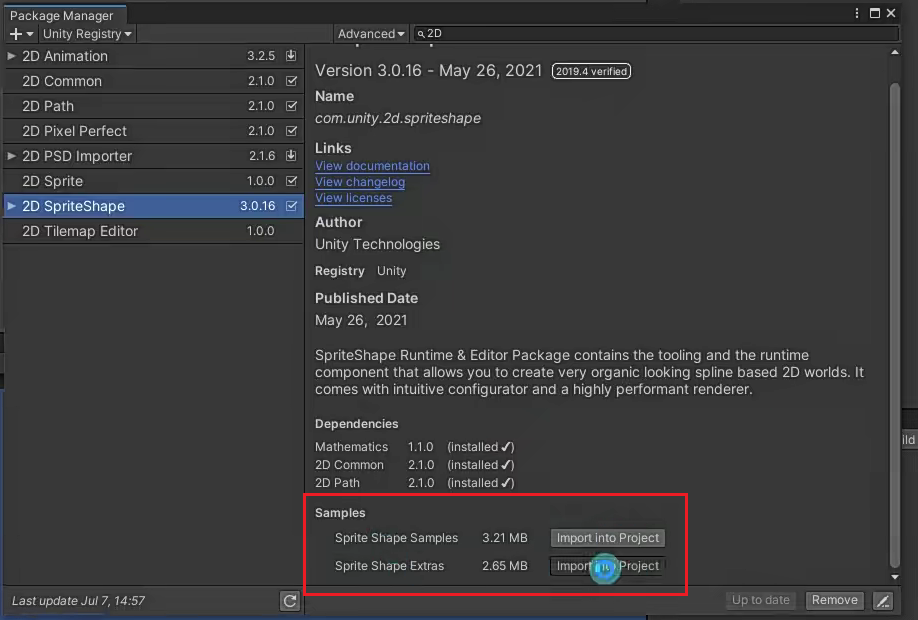 Package Manager
Unity Registry
Advanced
2D
2D Animation 3.2.5
2D Common 2.1.0
2D Path 2.1.0
2D Pixel Perfect 2.1.0
2D PSD Importer 2.1.6
2D Sprite 1.0.0
2D SpriteShape 3.0.16
2D Tilemap Editor 1.0.0
Last update Jul 7, 14:57
Version 3.0.16 - May 26, 2021 2019.4 verified
Name
com.unity.2d.spriteshape
Links
View documentation
View changelog
View licenses
Author
Unity Technologies
Registry Unity
Published Date
May 26, 2021
SpriteShape Runtime & Editor Package contains the tooling and the runtime
component that allows you to create very organic looking spline based 2D worlds. It
comes with intuitive configurator and a highly performant renderer.
Dependencies
Mathematics 1.1.0 (installed ✓)
2D Common 2.1.0 (installed ✓)
2D Path 2.1.0 (installed ✓)
Samples
Sprite Shape Samples 3.21 MB Import into Project
Sprite Shape Extras 2.65 MB Import into Project
Up to date Remove
ild